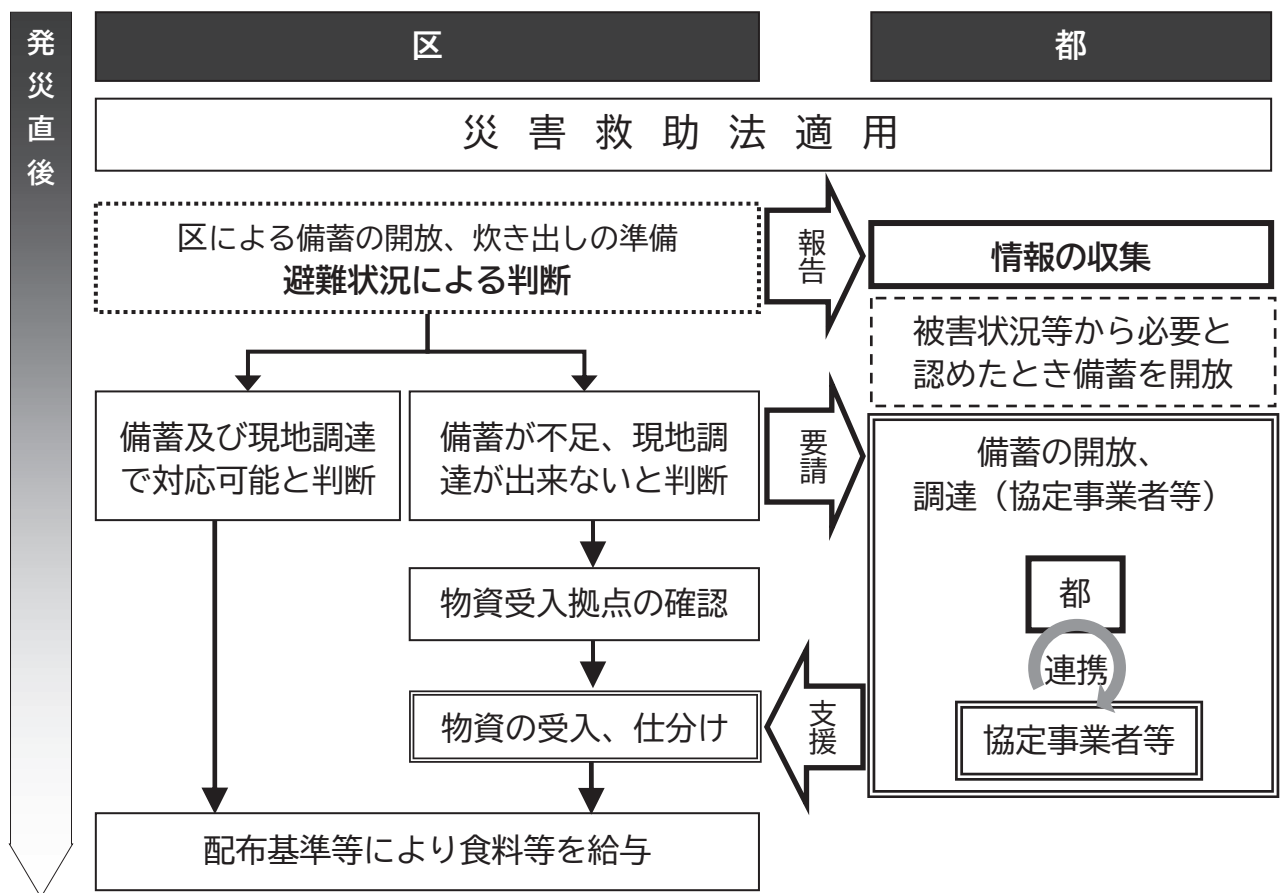 発災直後
区
都
災害救助法適用
区による備蓄の開放、炊き出しの準備
避難状況による判断
報告
情報の収集
被害状況等から必要と
認めたとき備蓄を開放
備蓄及び現地調達
で対応可能と判断
備蓄が不足、現地調
達が出来ないと判断
要請
備蓄の開放、
調達（協定事業者等）
都
連携
協定事業者等
物資受入拠点の確認
支援
物資の受入、仕分け
配布基準等により食料等を給与